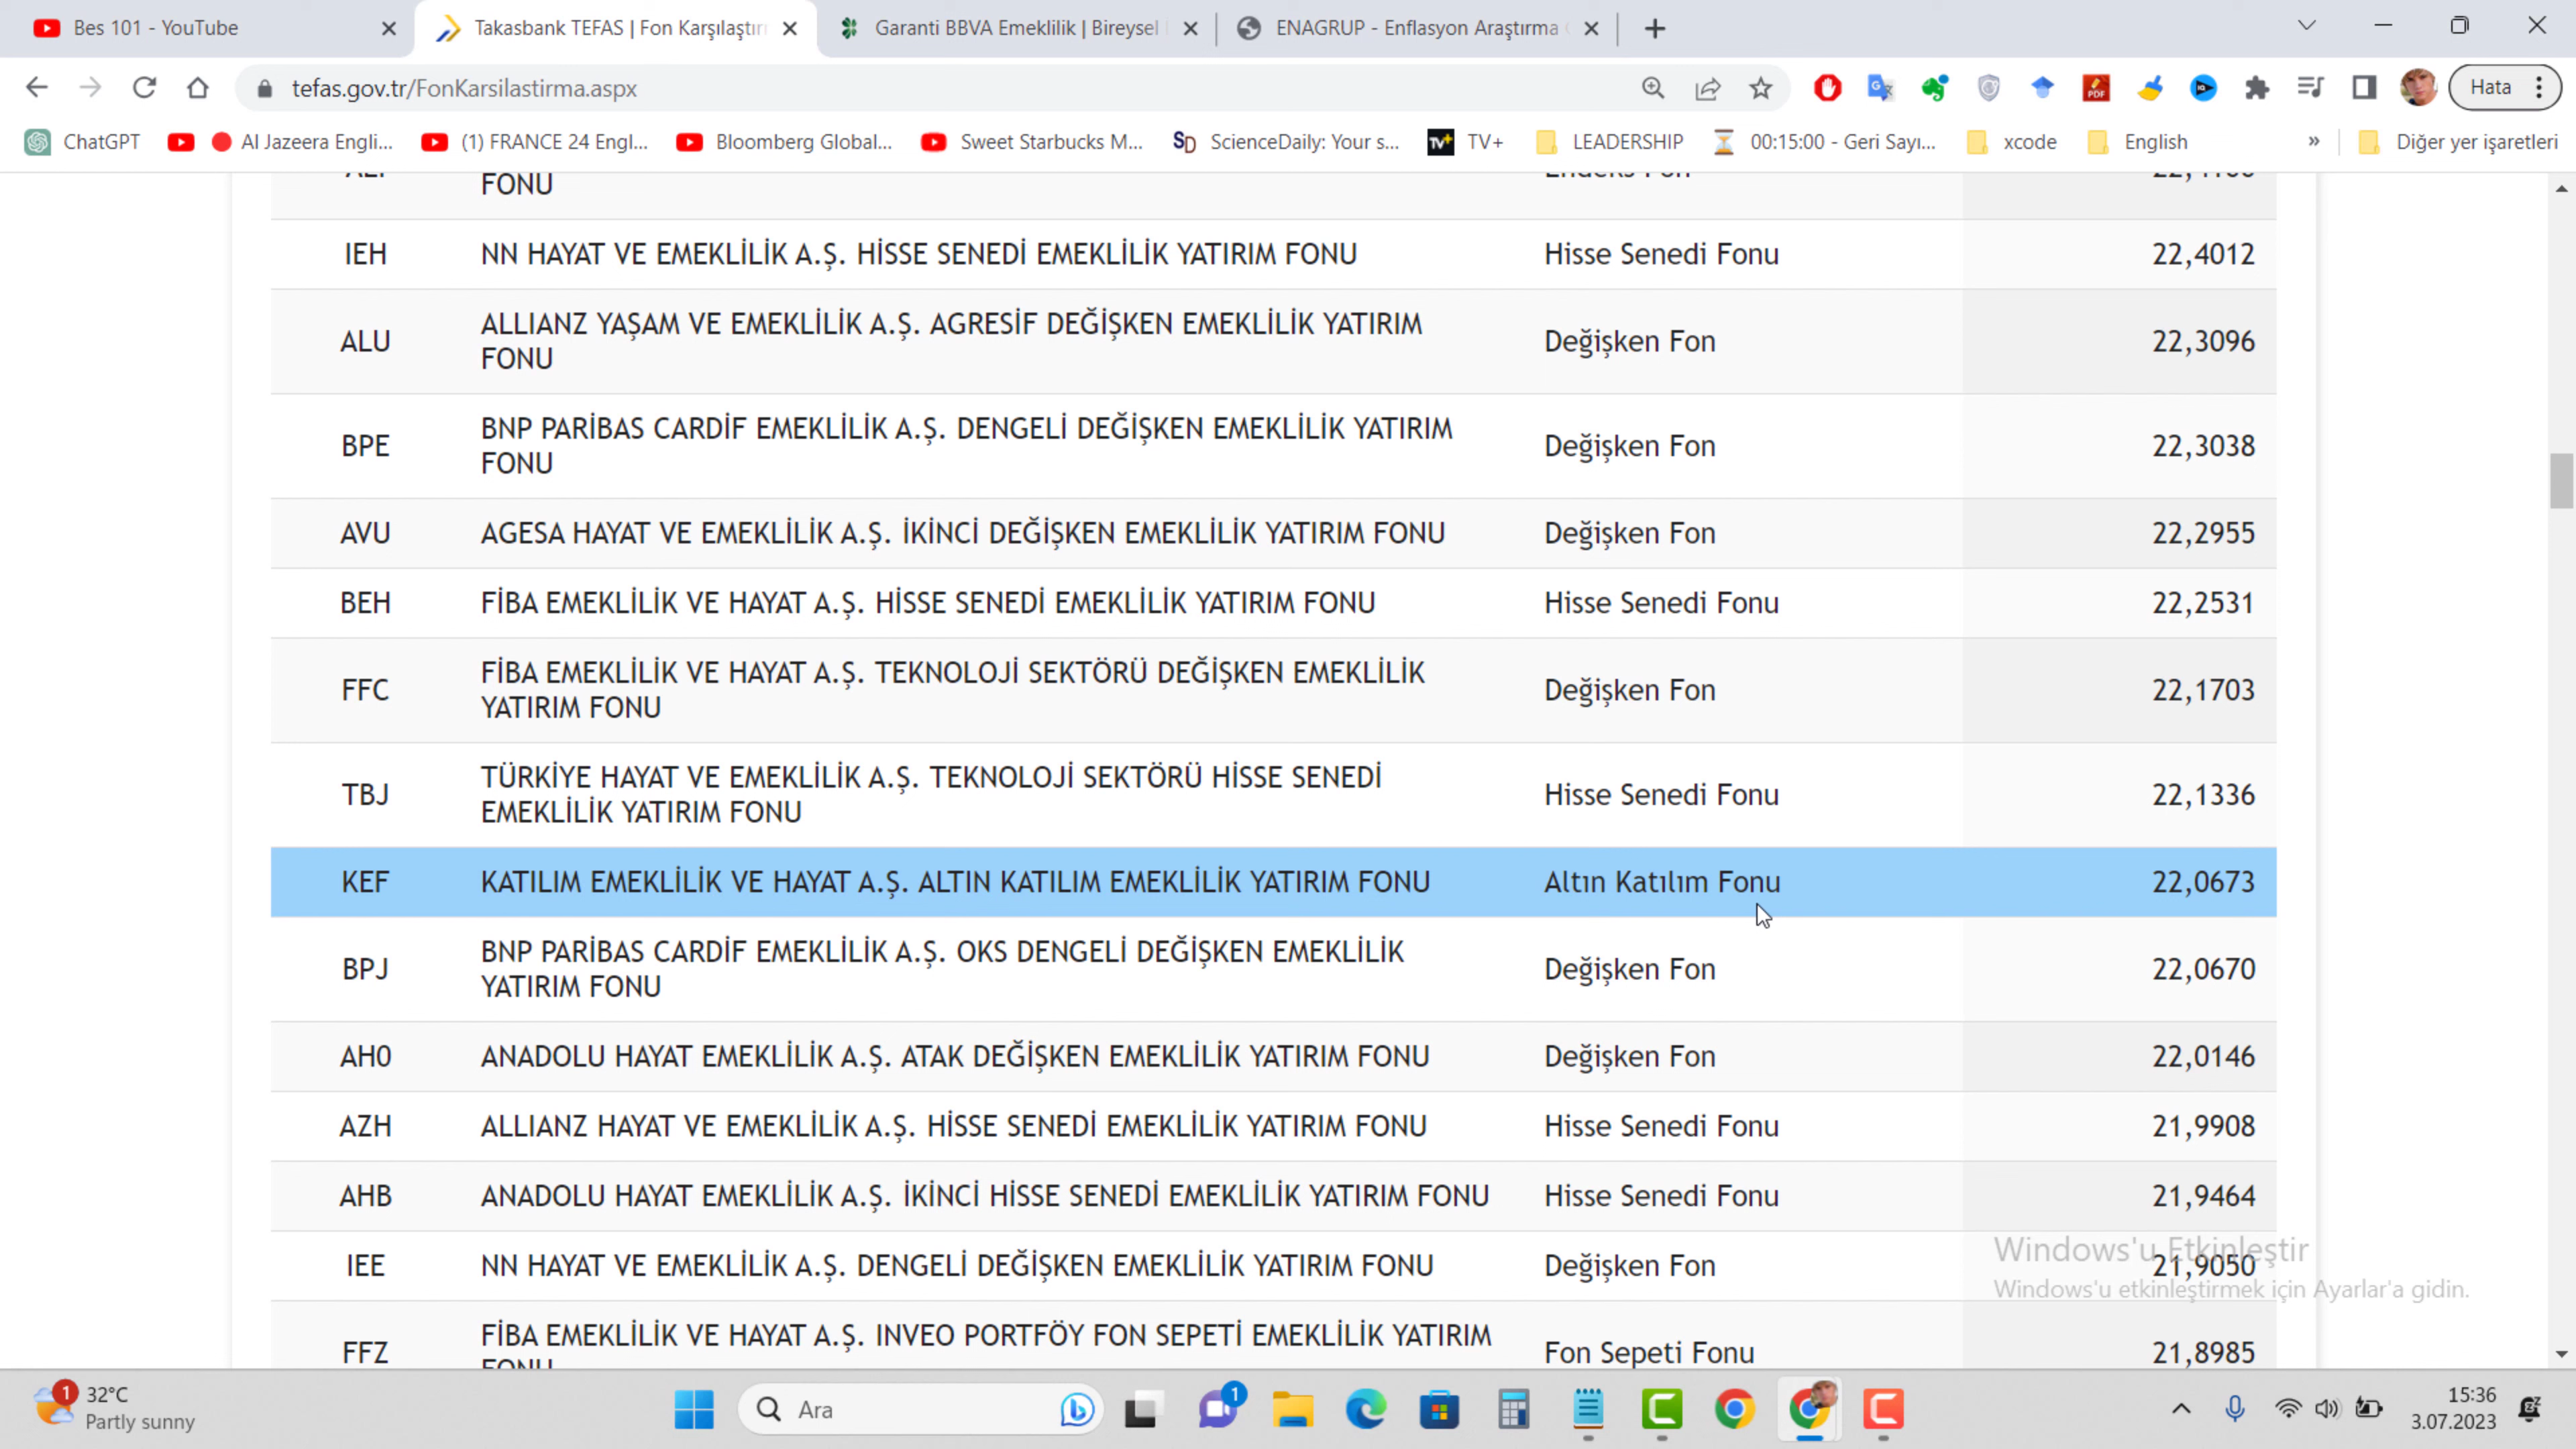 Bes 101 - YouTube
Takasbank TEFAS | Fon Karşılaştır
Garanti BBVA Emeklilik | Bireysel
ENAGRUP - Enflasyon Araştırma
tefas.gov.tr/FonKarsilastirma.aspx
Hata
ChatGPT
Al Jazeera Engli...
(1) FRANCE 24 Engl...
Bloomberg Global...
Sweet Starbucks M...
ScienceDaily: Your s...
TV+
LEADERSHIP
00:15:00 - Geri Sayı...
xcode
English
»
Diğer yer işaretleri
FONU
IEH NN HAYAT VE EMEKLİLİK A.Ş. HİSSE SENEDİ EMEKLİLİK YATIRIM FONU Hisse Senedi Fonu 22,4012
ALU ALLIANZ YAŞAM VE EMEKLİLİK A.Ş. AGRESİF DEĞİŞKEN EMEKLİLİK YATIRIM
FONU Değişken Fon 22,3096
BPE BNP PARİBAS CARDİF EMEKLİLİK A.Ş. DENGELİ DEĞİŞKEN EMEKLİLİK YATIRIM
FONU Değişken Fon 22,3038
AVU AGESA HAYAT VE EMEKLİLİK A.Ş. İKİNCİ DEĞİŞKEN EMEKLİLİK YATIRIM FONU Değişken Fon 22,2955
BEH FİBA EMEKLİLİK VE HAYAT A.Ş. HİSSE SENEDİ EMEKLİLİK YATIRIM FONU Hisse Senedi Fonu 22,2531
FFC FİBA EMEKLİLİK VE HAYAT A.Ş. TEKNOLOJİ SEKTÖRÜ DEĞİŞKEN EMEKLİLİK
YATIRIM FONU Değişken Fon 22,1703
TBJ TÜRKİYE HAYAT VE EMEKLİLİK A.Ş. TEKNOLOJİ SEKTÖRÜ HİSSE SENEDİ
EMEKLİLİK YATIRIM FONU Hisse Senedi Fonu 22,1336
KEF KATILIM EMEKLİLİK VE HAYAT A.Ş. ALTIN KATILIM EMEKLİLİK YATIRIM FONU Altın Katılım Fonu 22,0673
BPJ BNP PARİBAS CARDİF EMEKLİLİK A.Ş. OKS DENGELİ DEĞİŞKEN EMEKLİLİK
YATIRIM FONU Değişken Fon 22,0670
AH0 ANADOLU HAYAT EMEKLİLİK A.Ş. ATAK DEĞİŞKEN EMEKLİLİK YATIRIM FONU Değişken Fon 22,0146
AZH ALLIANZ HAYAT VE EMEKLİLİK A.Ş. HİSSE SENEDİ EMEKLİLİK YATIRIM FONU Hisse Senedi Fonu 21,9908
AHB ANADOLU HAYAT EMEKLİLİK A.Ş. İKİNCİ HİSSE SENEDİ EMEKLİLİK YATIRIM FONU Hisse Senedi Fonu 21,9464
IEE NN HAYAT VE EMEKLİLİK A.Ş. DENGELİ DEĞİŞKEN EMEKLİLİK YATIRIM FONU Değişken Fon 21,9050
FFZ FİBA EMEKLİLİK VE HAYAT A.Ş. INVEO PORTFÖY FON SEPETİ EMEKLİLİK YATIRIM
FONU Fon Sepeti Fonu 21,8985
Windows'u Etkinleştir
Windows'u etkinleştirmek için Ayarlar'a gidin.
1
32°C
Partly sunny
Ara
1
15:36
3.07.2023